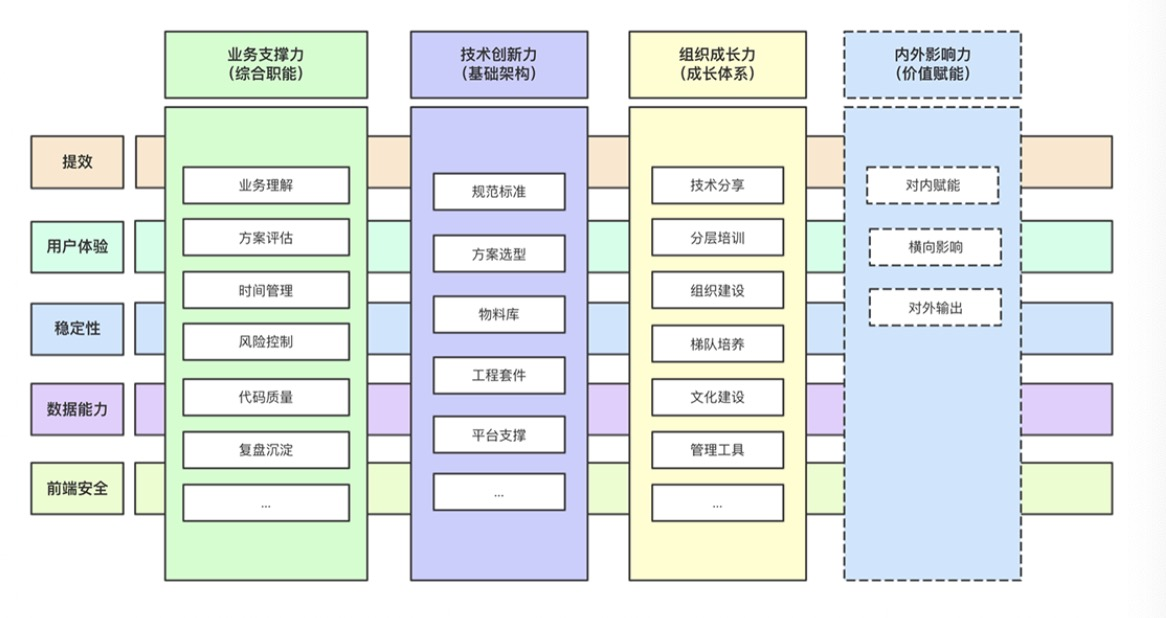 业务支撑力
（综合职能）
技术创新力
（基础架构）
组织成长力
（成长体系）
内外影响力
（价值赋能）
提效
用户体验
稳定性
数据能力
前端安全
业务理解
方案评估
时间管理
风险控制
代码质量
复盘沉淀
...
规范标准
方案选型
物料库
工程套件
平台支撑
...
技术分享
分层培训
组织建设
梯队培养
文化建设
管理工具
...
对内赋能
横向影响
对外输出